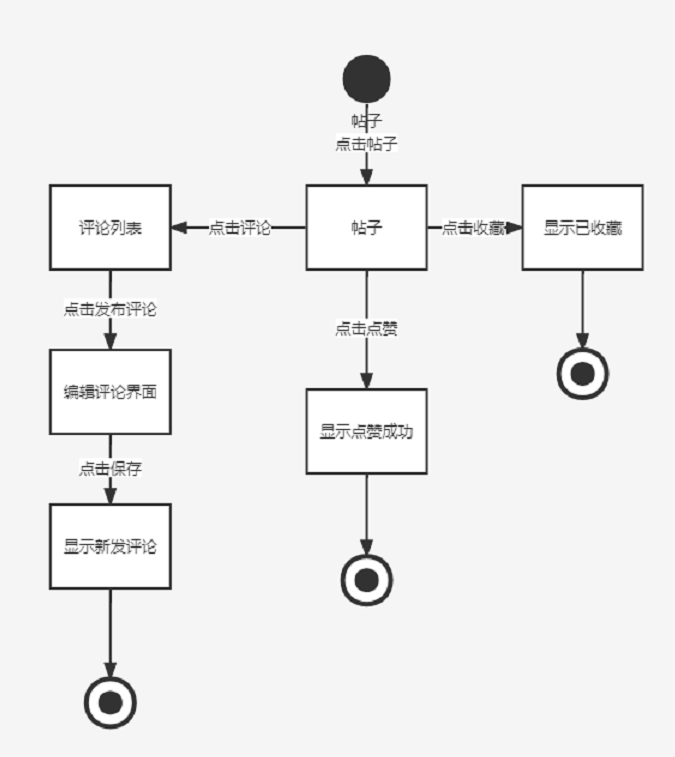 帖子
点击帖子
评论列表
点击评论
帖子
点击收藏
显示已收藏
点击发布评论
点击点赞
编辑评论界面
显示点赞成功
点击保存
显示新发评论